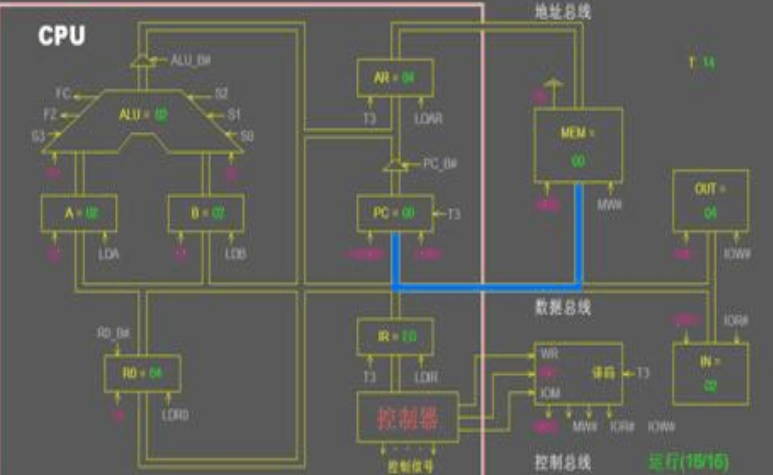 地址总线
CPU
ALU_B#
T 14
FC
S2
AR = 04
FZ
ALU = 02
S1
S3
S0
T3
LDAR
MEM =
00
PC_B#
OUT =
04
A = 02
B = 02
PC = 00
T3
MW#
LDA
LDB
IOW#
数据总线
R0_B#
IR = E0
IOR#
WR
译码
T3
IN =
02
R0 = 04
T3
LDIR
IOM
LDR0
控制器
MW#
IOR#
IOW#
控制信号
控制总线
运行(16/16)